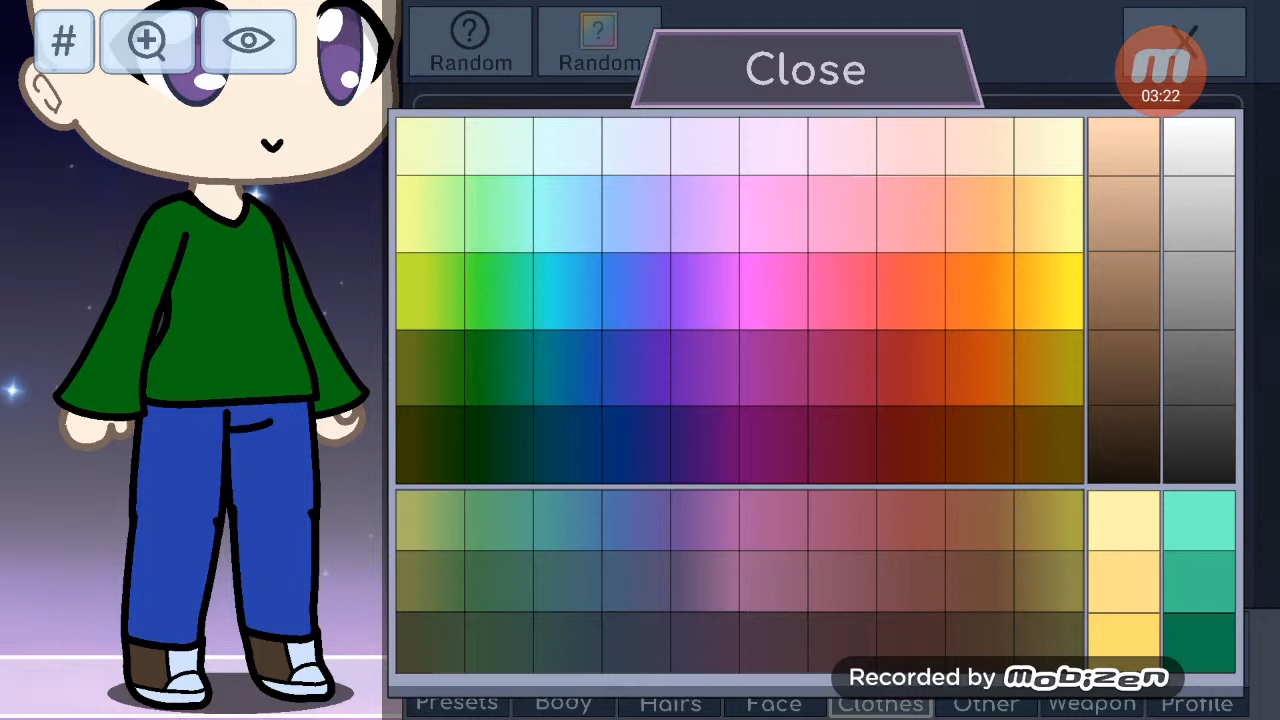 #
? Random
? Random
Close
m
03:22
Recorded by mobizen
Presets Body Hairs Face Clothes Other Weapon Profile